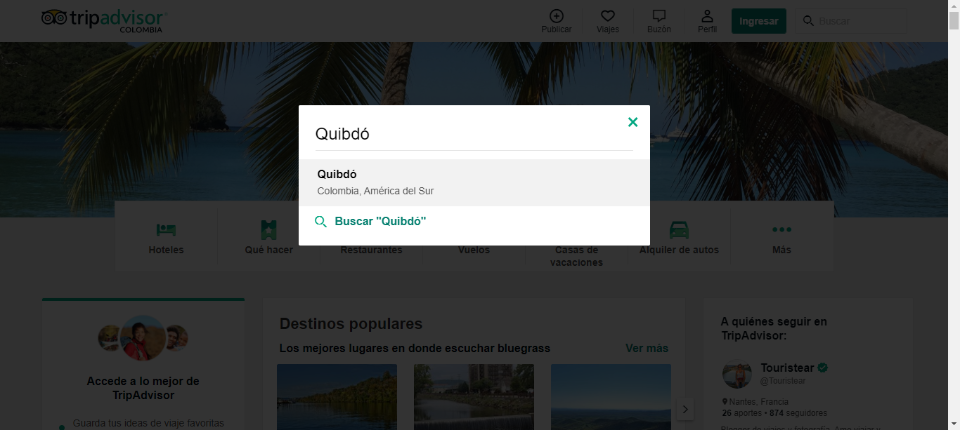 tripadvisor
COLOMBIA
Publicar
Viajes
Buzón
Perfil
Ingresar
Buscar
Quibdó
Quibdó
Colombia, América del Sur
Buscar "Quibdó"
Hoteles
Qué hacer
Restaurantes
Vuelos
Casas de
vacaciones
Alquiler de autos
Más
Accede a lo mejor de
TripAdvisor
Guarda tus ideas de viaje favoritas
Destinos populares
Los mejores lugares en donde escuchar bluegrass
Ver más
A quiénes seguir en
TripAdvisor:
Touristear
@Touristear
Nantes, Francia
26 aportes • 874 seguidores